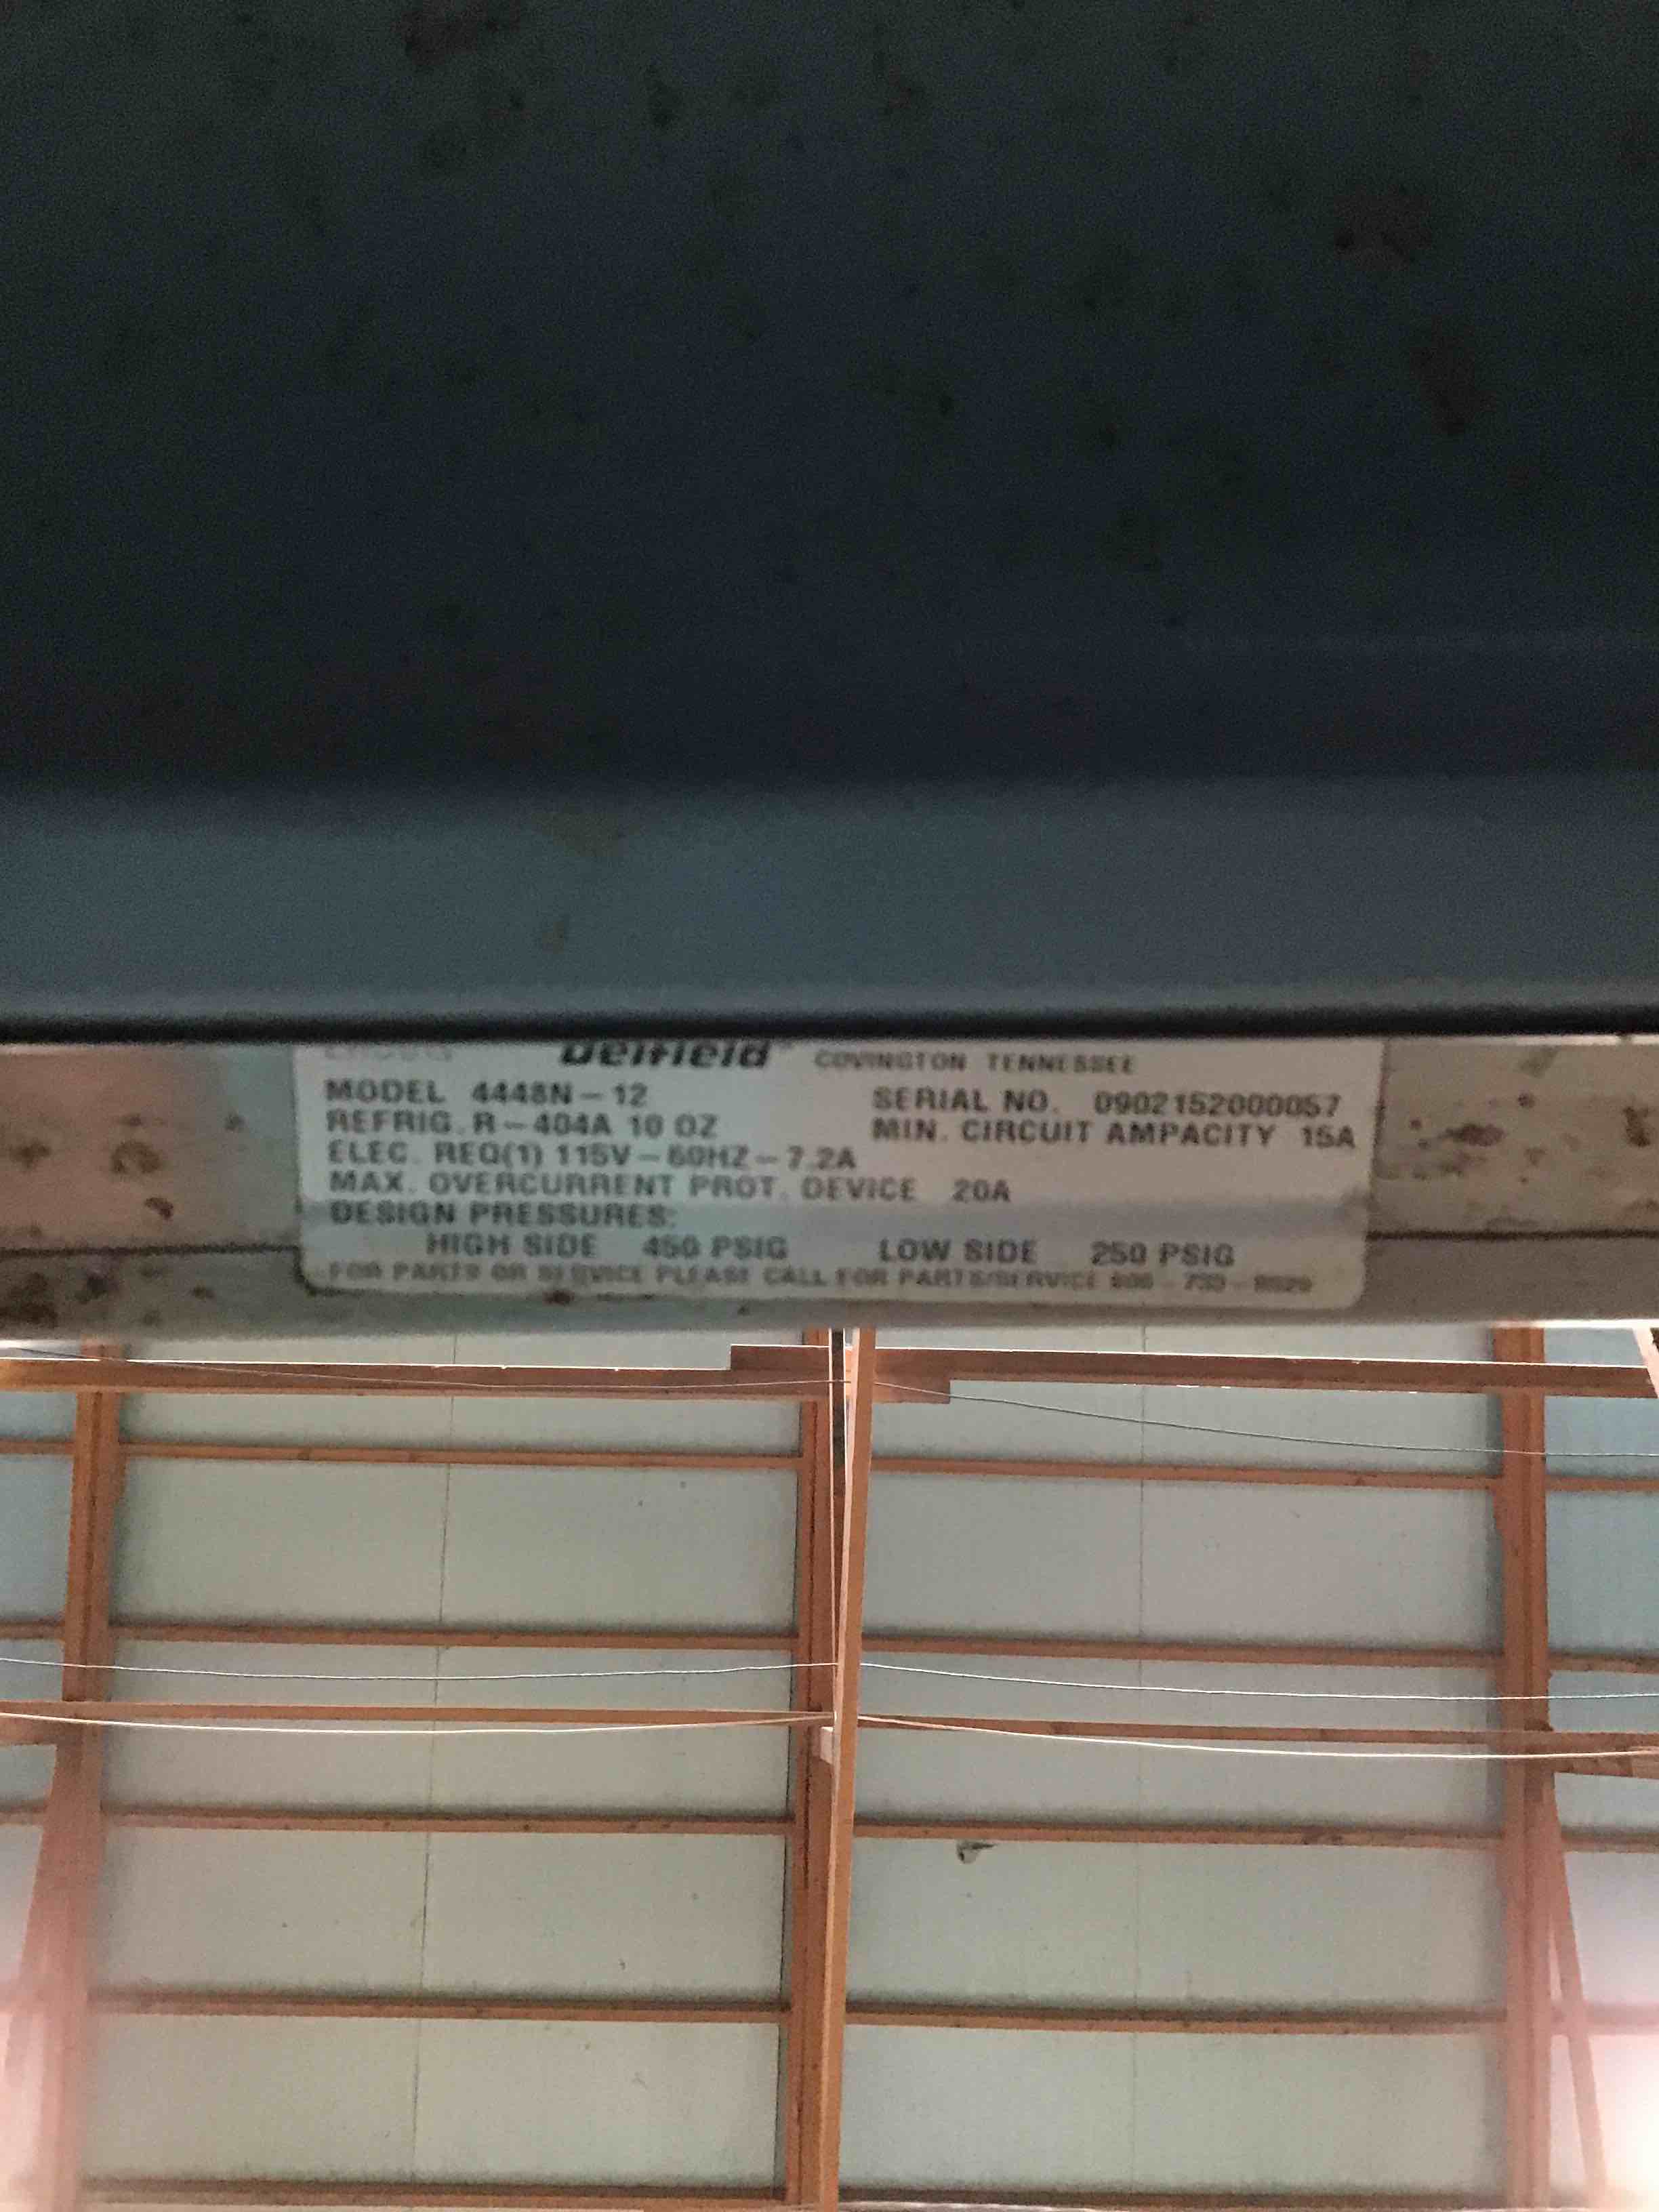 Delfield COVINGTON TENNESSEE
MODEL 4448N-12 SERIAL NO. 0902152000057
REFRIG. R-404A 10 OZ MIN. CIRCUIT AMPACITY 15A
ELEC. REQ(1) 115V-60HZ-7.2A
MAX. OVERCURRENT PROT. DEVICE 20A
DESIGN PRESSURES:
HIGH SIDE 450 PSIG LOW SIDE 250 PSIG
FOR PARTS OR SERVICE PLEASE CALL FOR PARTS/SERVICE